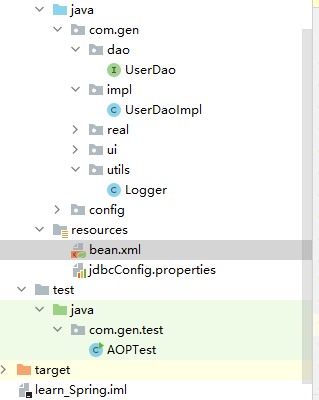 java
com.gen
dao
UserDao
impl
UserDaoImpl
real
ui
utils
Logger
config
resources
bean.xml
jdbcConfig.properties
test
java
com.gen.test
AOPTest
target
learn_Spring.iml